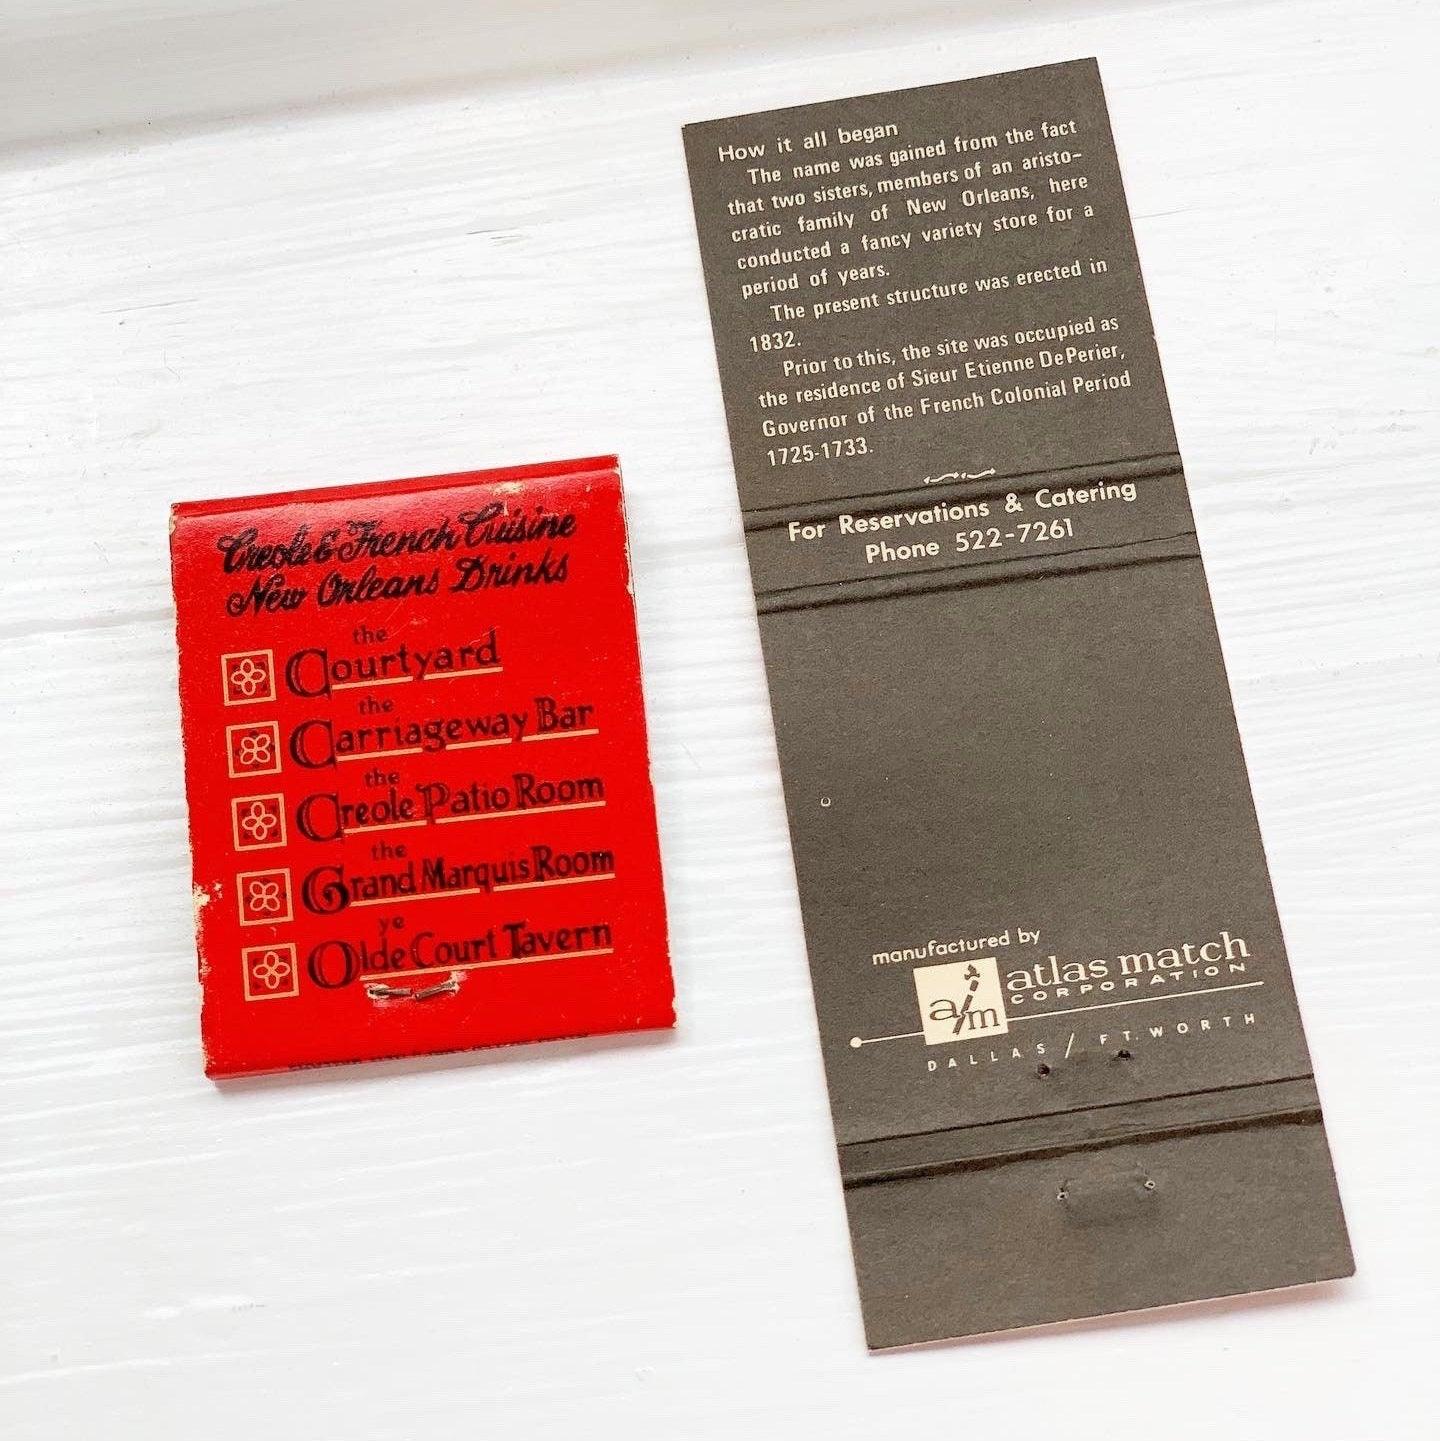 Creole & French Cuisine
New Orleans Drinks
the
Courtyard
the
Carriageway Bar
the
Creole Patio Room
the
Grand Marquis Room
ye
Olde Court Tavern
How it all began
The name was gained from the fact
that two sisters, members of an aristo-
cratic family of New Orleans, here
conducted a fancy variety store for a
period of years.
The present structure was erected in
1832.
Prior to this, the site was occupied as
the residence of Sieur Etienne DePerier,
Governor of the French Colonial Period
1725-1733.
For Reservations & Catering
Phone 522-7261
manufactured by
a/m
atlas match
CORPORATION
DALLAS / FT. WORTH